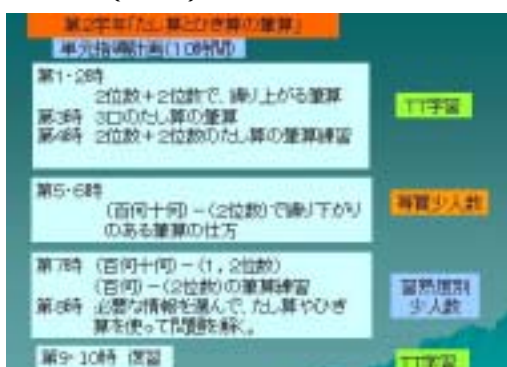 第2学年「たし算とひき算の筆算」
単元指導計画(10時間)
第1・2時
2位数+2位数で、繰り上がる筆算
第3時 3口のたし算の筆算
第4時 2位数+2位数のたし算の筆算練習
TT学習
第5・6時
(百何十何)-(2位数)で繰り下がり
のある筆算の仕方
等質少人数
第7時 (百何十何)-(1,2位数)
(百何)-(2位数)の筆算練習
第8時 必要な情報を選んで、たし算やひき
算を使って問題を解く。
習熟度別
少人数
第9・10時 復習
TT学習